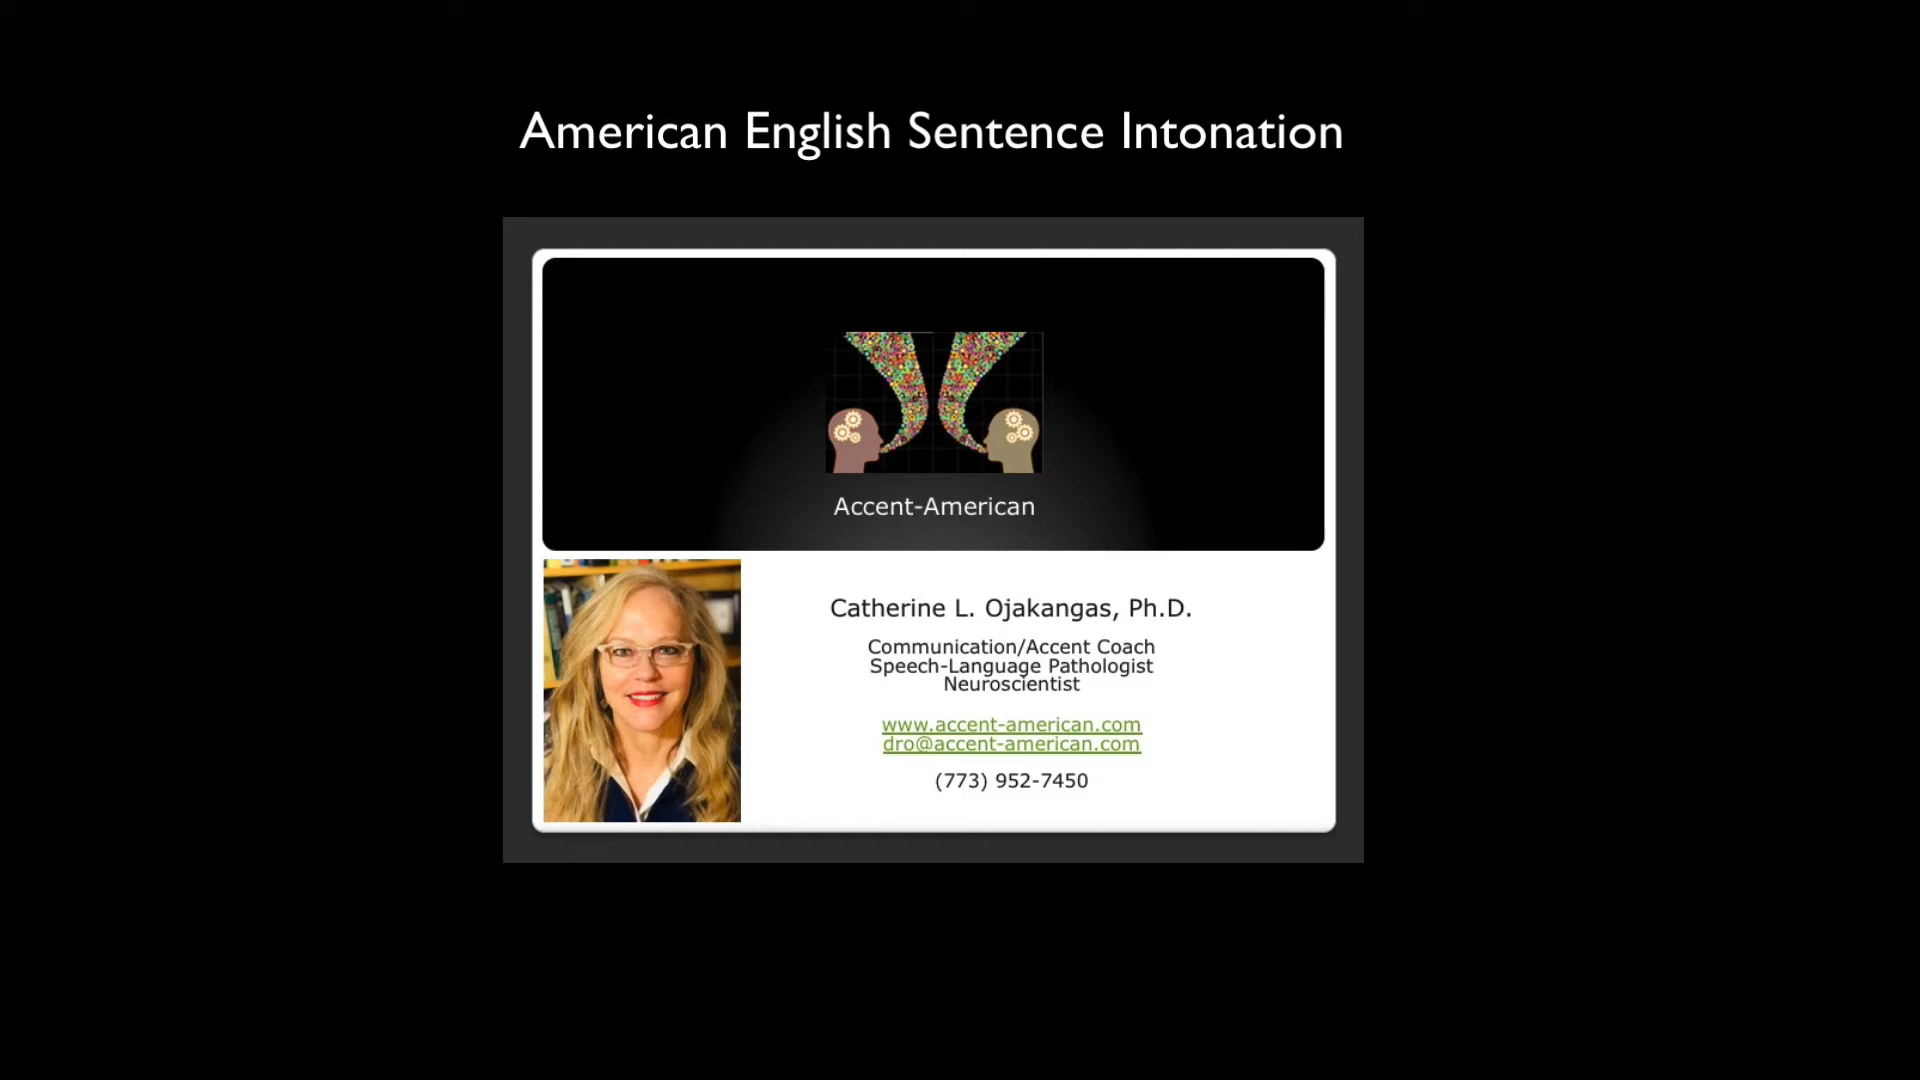 American English Sentence Intonation
Accent-American
Catherine L. Ojakangas, Ph.D.
Communication/Accent Coach
Speech-Language Pathologist
Neuroscientist
www.accent-american.com
dro@accent-american.com
(773) 952-7450